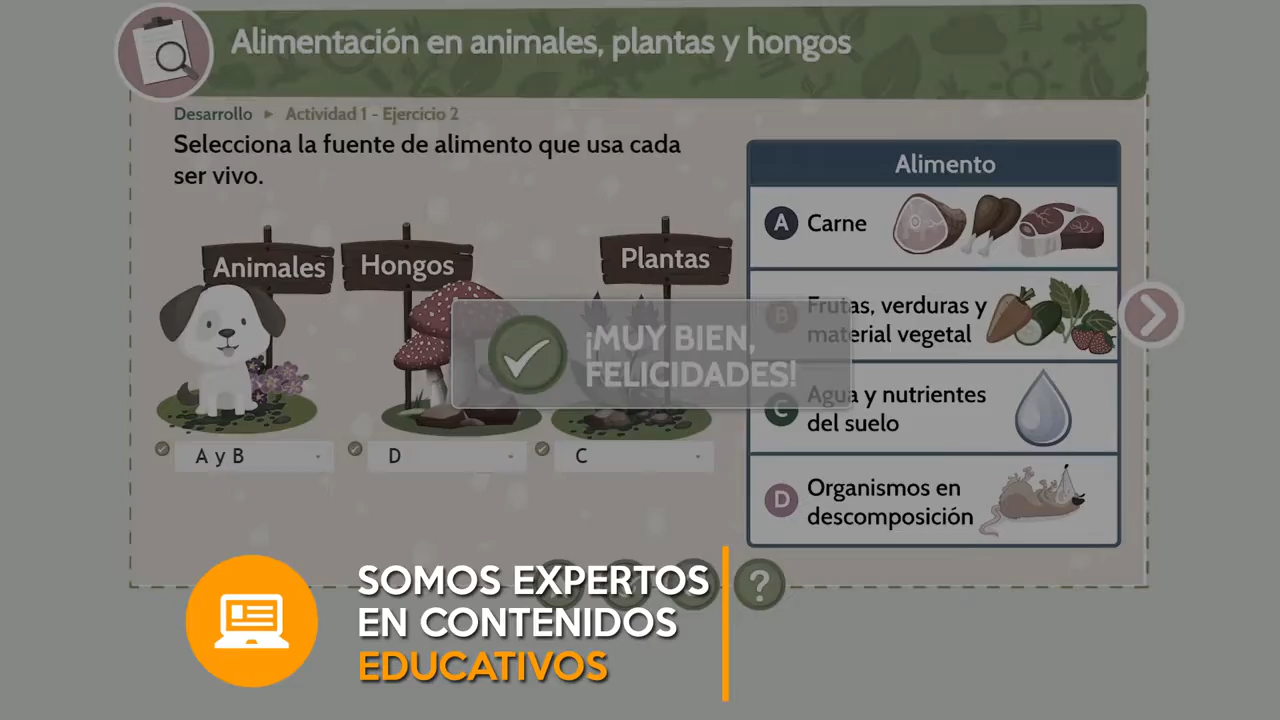 Alimentación en animales, plantas y hongos
Desarrollo ▸ Actividad 1 - Ejercicio 2
Selecciona la fuente de alimento que usa cada
ser vivo.
Animales
Hongos
Plantas
A y B
D
C
Alimento
A Carne
B Frutas, verduras y
material vegetal
C Agua y nutrientes
del suelo
D Organismos en
descomposición
¡MUY BIEN,
FELICIDADES!
?
SOMOS EXPERTOS
EN CONTENIDOS
EDUCATIVOS